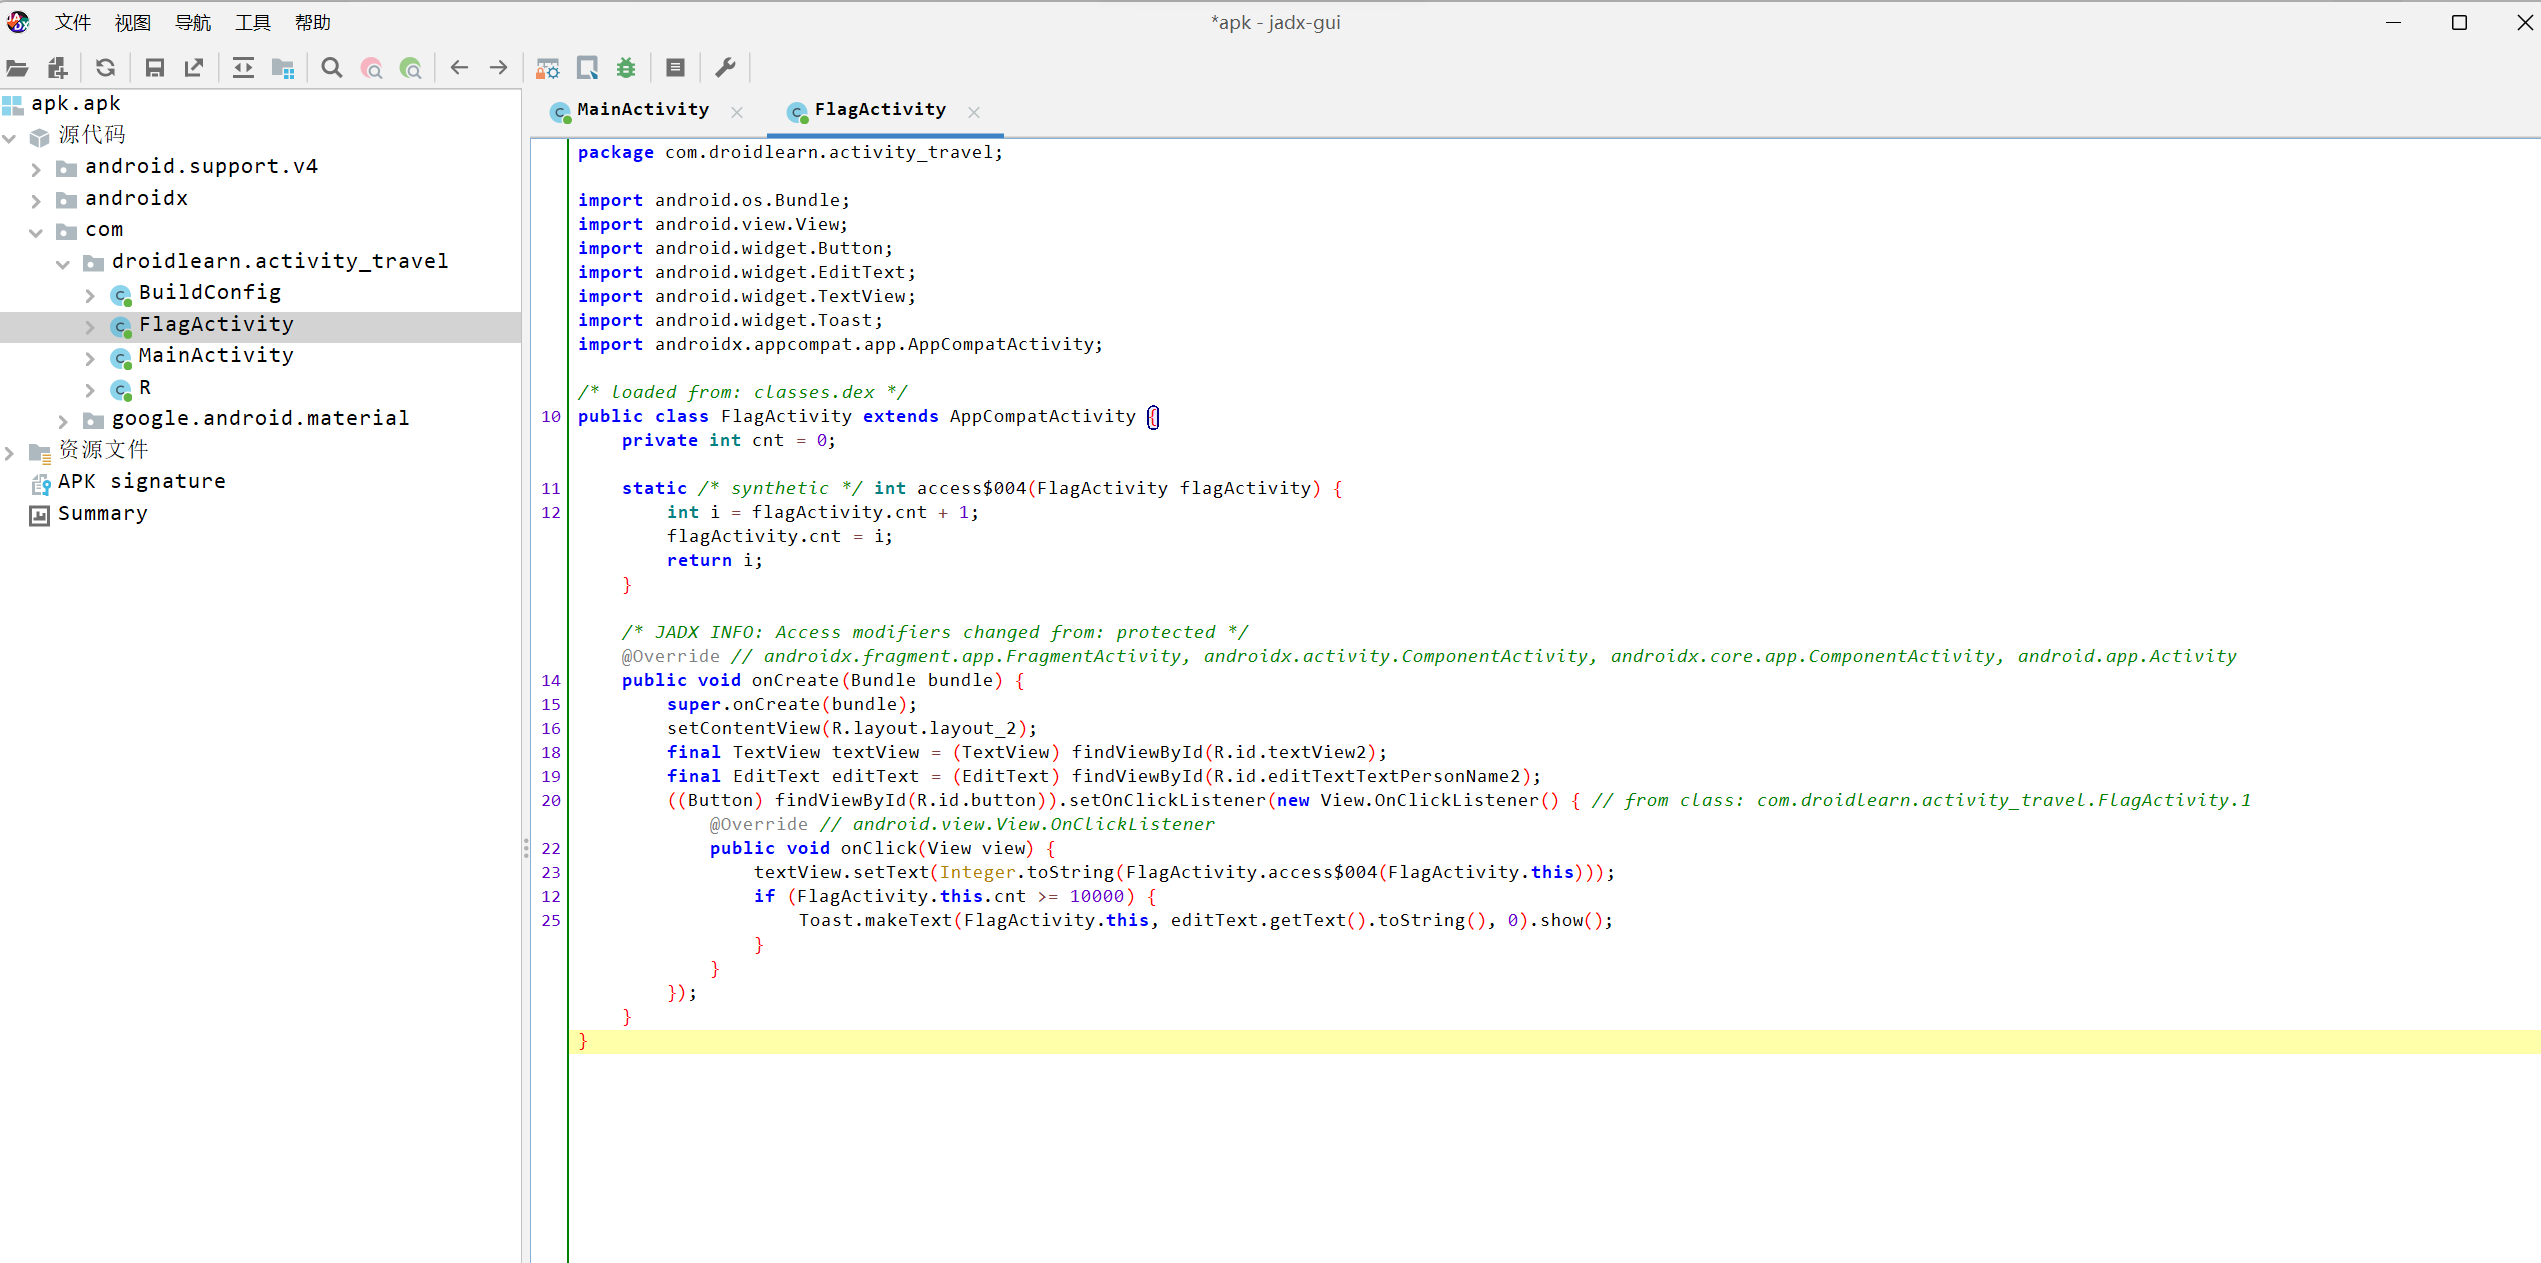 文件 视图 导航 工具 帮助
*apk - jadx-gui
apk.apk
源代码
android.support.v4
androidx
com
droidlearn.activity_travel
BuildConfig
FlagActivity
MainActivity
R
google.android.material
资源文件
APK signature
Summary
MainActivity FlagActivity
package com.droidlearn.activity_travel;
import android.os.Bundle;
import android.view.View;
import android.widget.Button;
import android.widget.EditText;
import android.widget.TextView;
import android.widget.Toast;
import androidx.appcompat.app.AppCompatActivity;
/* loaded from: classes.dex */
10 public class FlagActivity extends AppCompatActivity {
private int cnt = 0;
11 static /* synthetic */ int access$004(FlagActivity flagActivity) {
12 int i = flagActivity.cnt + 1;
flagActivity.cnt = i;
return i;
}
/* JADX INFO: Access modifiers changed from: protected */
@Override // androidx.fragment.app.FragmentActivity, androidx.activity.ComponentActivity, androidx.core.app.ComponentActivity, android.app.Activity
14 public void onCreate(Bundle bundle) {
15 super.onCreate(bundle);
16 setContentView(R.layout.layout_2);
18 final TextView textView = (TextView) findViewById(R.id.textView2);
19 final EditText editText = (EditText) findViewById(R.id.editTextTextPersonName2);
20 ((Button) findViewById(R.id.button)).setOnClickListener(new View.OnClickListener() { // from class: com.droidlearn.activity_travel.FlagActivity.1
@Override // android.view.View.OnClickListener
22 public void onClick(View view) {
23 textView.setText(Integer.toString(FlagActivity.access$004(FlagActivity.this)));
12 if (FlagActivity.this.cnt >= 10000) {
25 Toast.makeText(FlagActivity.this, editText.getText().toString(), 0).show();
}
}
});
}
}